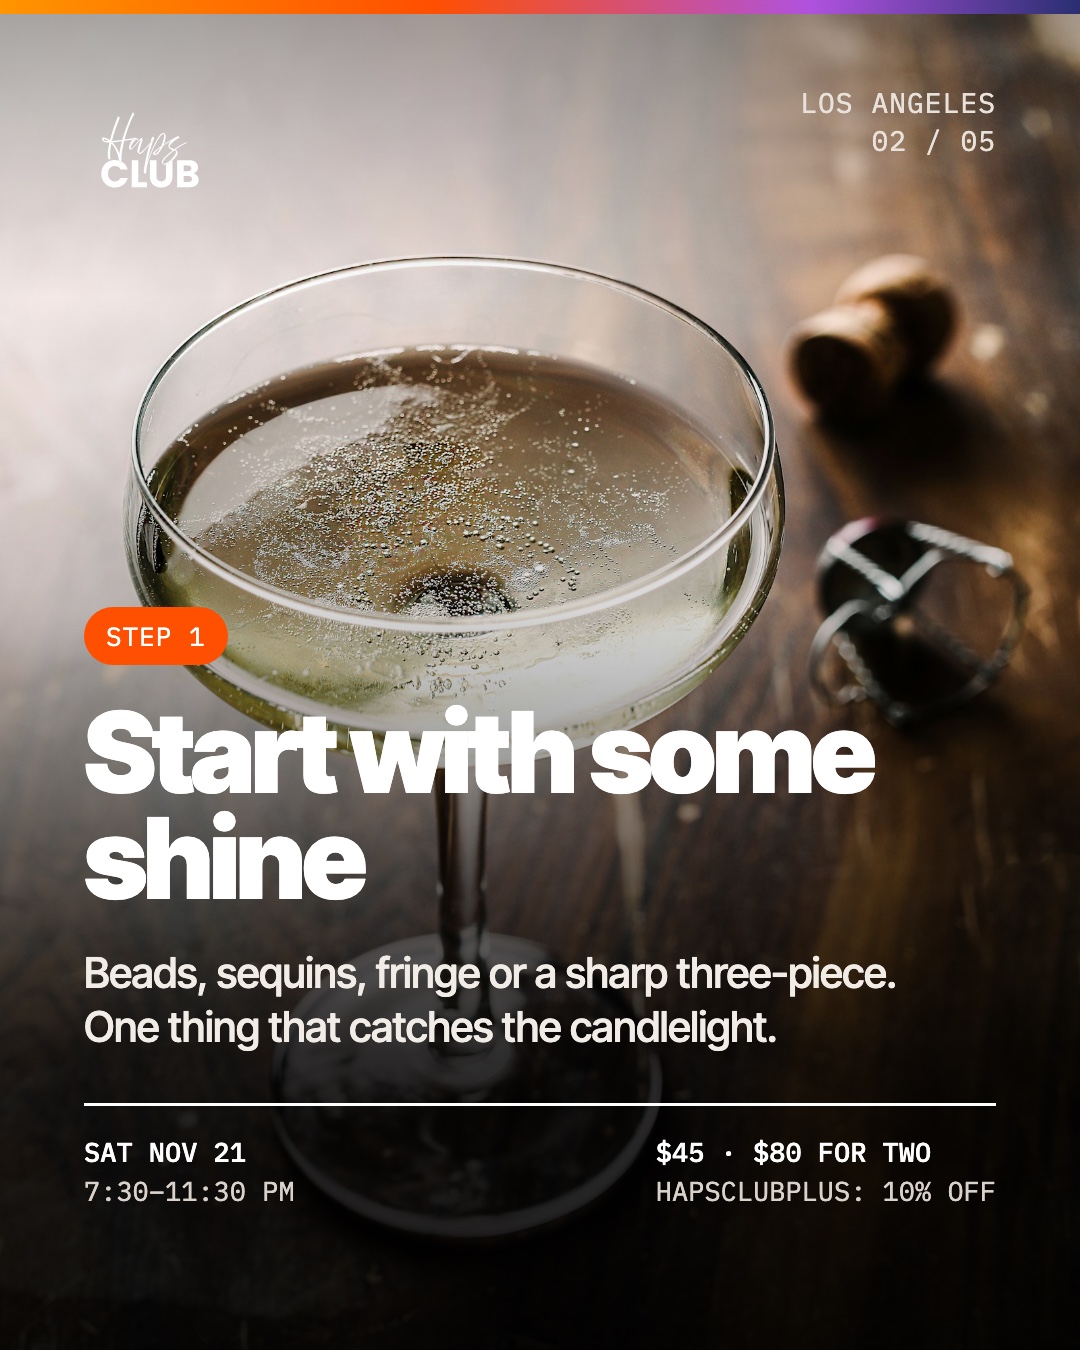 Haps
CLUB
LOS ANGELES
02 / 05
STEP 1
Start with some
shine
Beads, sequins, fringe or a sharp three-piece.
One thing that catches the candlelight.
SAT NOV 21
7:30–11:30 PM
$45 · $80 FOR TWO
HAPSCLUBPLUS: 10% OFF